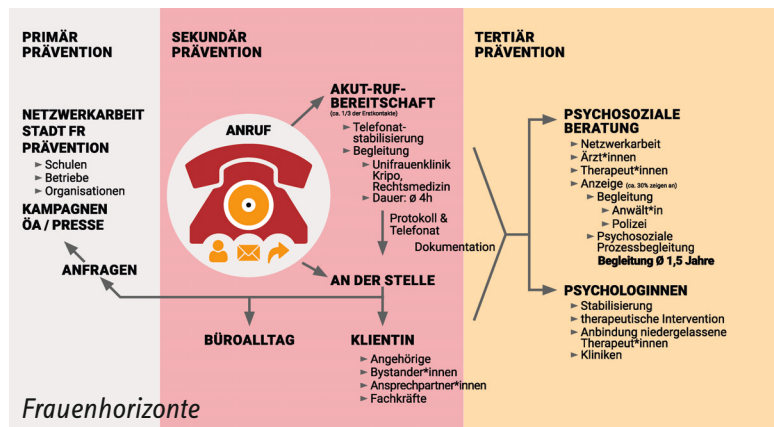 PRIMÄR
PRÄVENTION
NETZWERKARBEIT
STADT FR
PRÄVENTION
► Schulen
► Betriebe
► Organisationen
KAMPAGNEN
ÖA / PRESSE
ANFRAGEN
SEKUNDÄR
PRÄVENTION
ANRUF
AKUT-RUF-
BEREITSCHAFT
(ca. 1/3 der Erstkontakte)
► Telefonat-
stabilisierung
► Begleitung
► Unifrauenklinik
Kripo,
Rechtsmedizin
► Dauer: ø 4h
Protokoll &
Telefonat
Dokumentation
AN DER STELLE
BÜROALLTAG
KLIENTIN
► Angehörige
► Bystander*innen
► Ansprechpartner*innen
► Fachkräfte
TERTIÄR
PRÄVENTION
PSYCHOSOZIALE
BERATUNG
► Netzwerkarbeit
► Ärzt*innen
► Therapeut*innen
► Anzeige (ca. 30% zeigen an)
► Begleitung
► Anwält*in
► Polizei
► Psychosoziale
Prozessbegleitung
Begleitung Ø 1,5 Jahre
PSYCHOLOGINNEN
► Stabilisierung
► therapeutische Intervention
► Anbindung niedergelassene
Therapeut*innen
► Kliniken
Frauenhorizonte